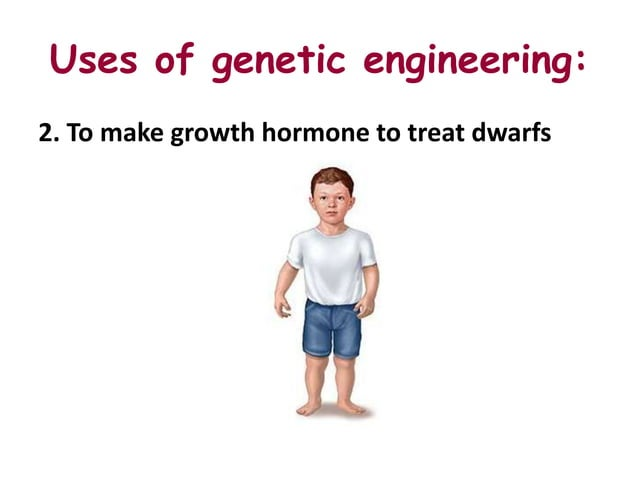 Uses of genetic engineering:
2. To make growth hormone to treat dwarfs